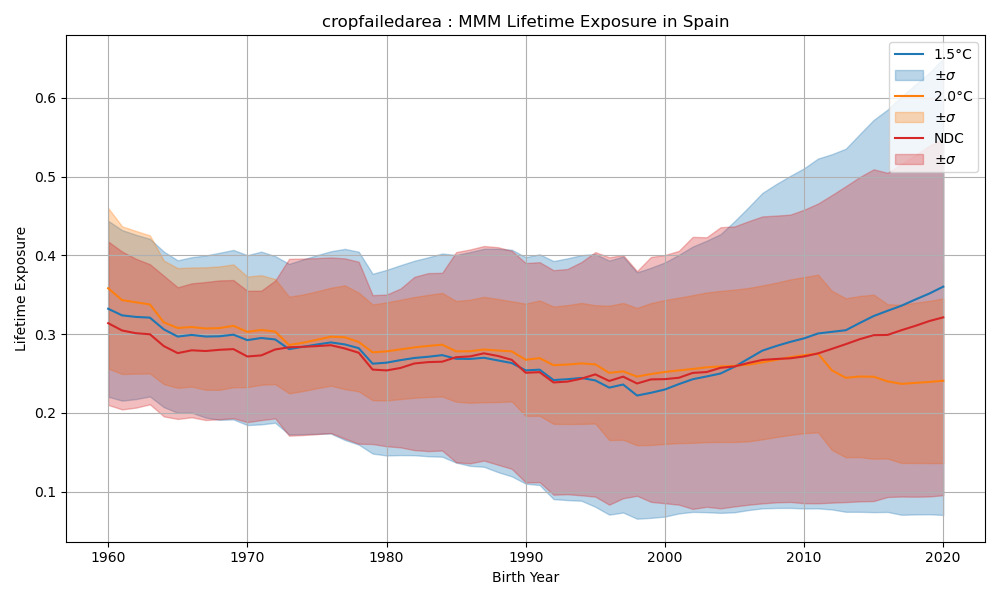 cropfailedarea : MMM Lifetime Exposure in Spain
Lifetime Exposure
0.6
0.5
0.4
0.3
0.2
0.1
1960 1970 1980 1990 2000 2010 2020
Birth Year
1.5°C
±σ
2.0°C
±σ
NDC
±σ